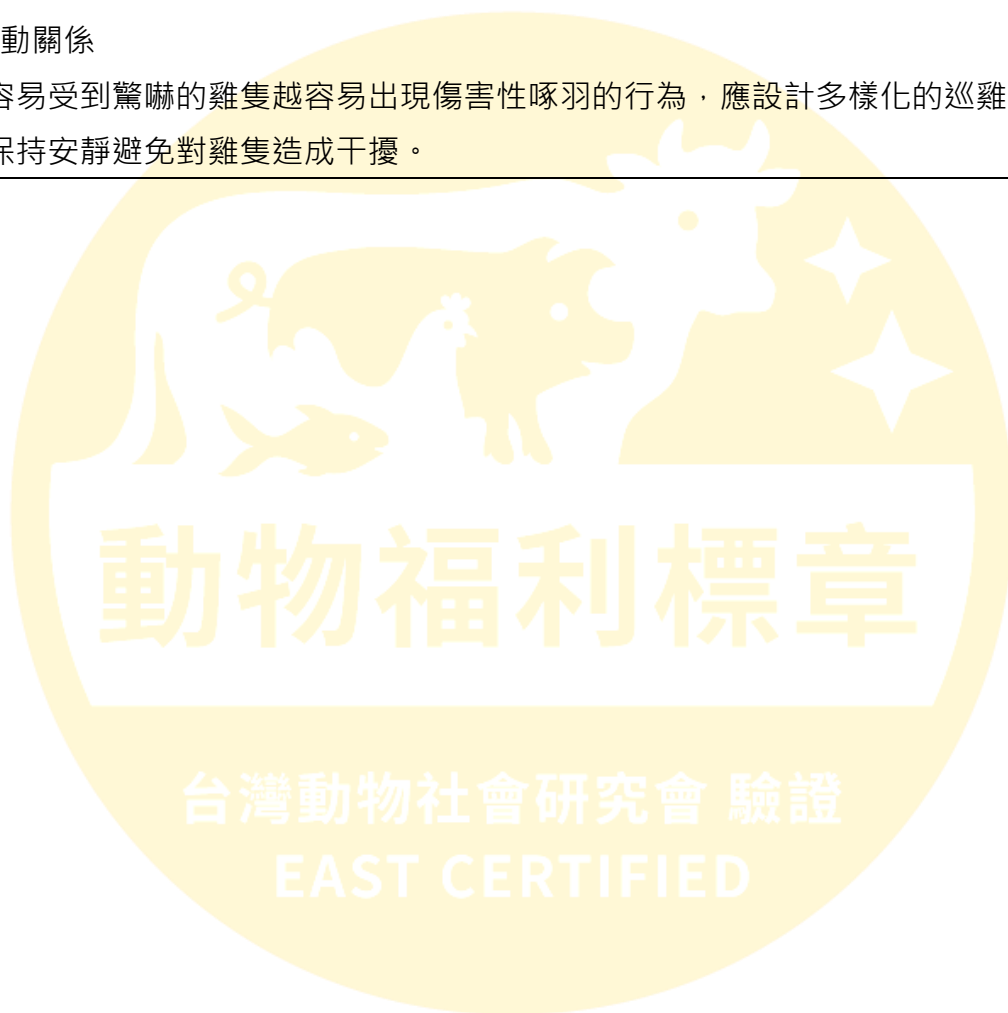 動關係
容易受到驚嚇的雞隻越容易出現傷害性啄羽的行為，應設計多樣化的巡雞
保持安靜避免對雞隻造成干擾。
動物福利標章
台灣動物社會研究會 驗證
EAST CERTIFIED